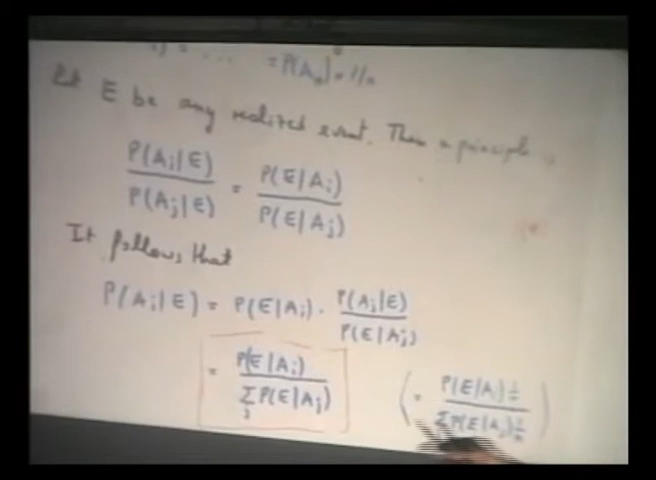 = P(Aₙ) = 1/n
Let E be any realized event. Then a principle
P(Aᵢ|E) / P(Aⱼ|E) = P(E|Aᵢ) / P(E|Aⱼ)
It follows that
P(Aᵢ|E) = P(E|Aᵢ) · P(Aⱼ|E) / P(E|Aⱼ)
= P(E|Aᵢ) / Σⱼ P(E|Aⱼ) ( = P(E|Aᵢ) 1/n / Σ P(E|Aⱼ) 1/n )